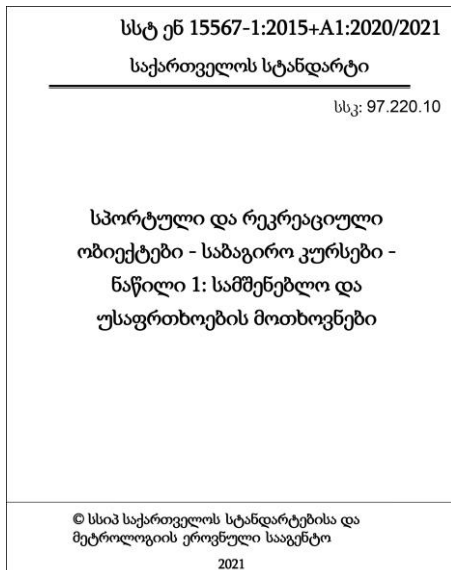 სსტ ენ 15567-1:2015+A1:2020/2021
საქართველოს სტანდარტი
სსკ: 97.220.10
სპორტული და რეკრეაციული
ობიექტები - საბაგირო კურსები -
ნაწილი 1: სამშენებლო და
უსაფრთხოების მოთხოვნები
© სსიპ საქართველოს სტანდარტებისა და
მეტროლოგიის ეროვნული სააგენტო
2021